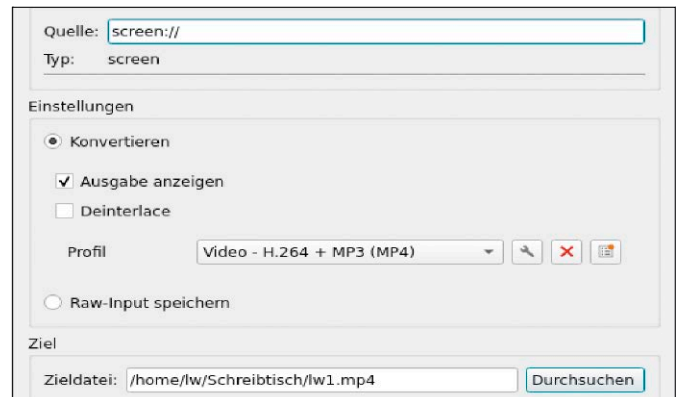 Quelle: screen://
Typ: screen
Einstellungen
Konvertieren
Ausgabe anzeigen
Deinterlace
Profil Video - H.264 + MP3 (MP4)
Raw-Input speichern
Ziel
Zieldatei: /home/lw/Schreibtisch/lw1.mp4 Durchsuchen